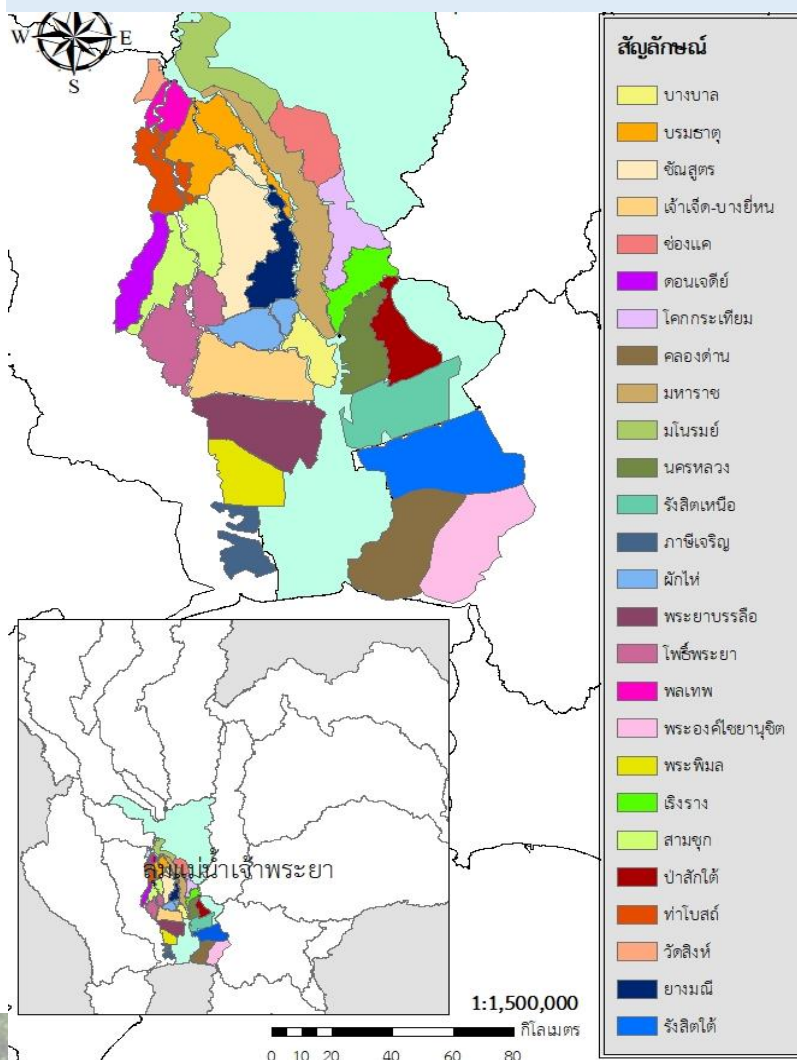 W E
S
สัญลักษณ์
บางบาล
บรมธาตุ
ชัณสูตร
เจ้าเจ็ด-บางยี่หน
ช่องแค
ดอนเจดีย์
โคกกระเทียม
คลองด่าน
มหาราช
มโนรมย์
นครหลวง
รังสิตเหนือ
ภาษีเจริญ
ผักไห่
พระยาบรรลือ
โพธิ์พระยา
พลเทพ
พระองค์ไชยานุชิต
พระพิมล
เริงราง
สามชุก
ป่าสักใต้
ท่าโบสถ์
วัดสิงห์
ยางมณี
รังสิตใต้
ลุ่มแม่น้ำเจ้าพระยา
1:1,500,000
กิโลเมตร
0 10 20 40 60 80